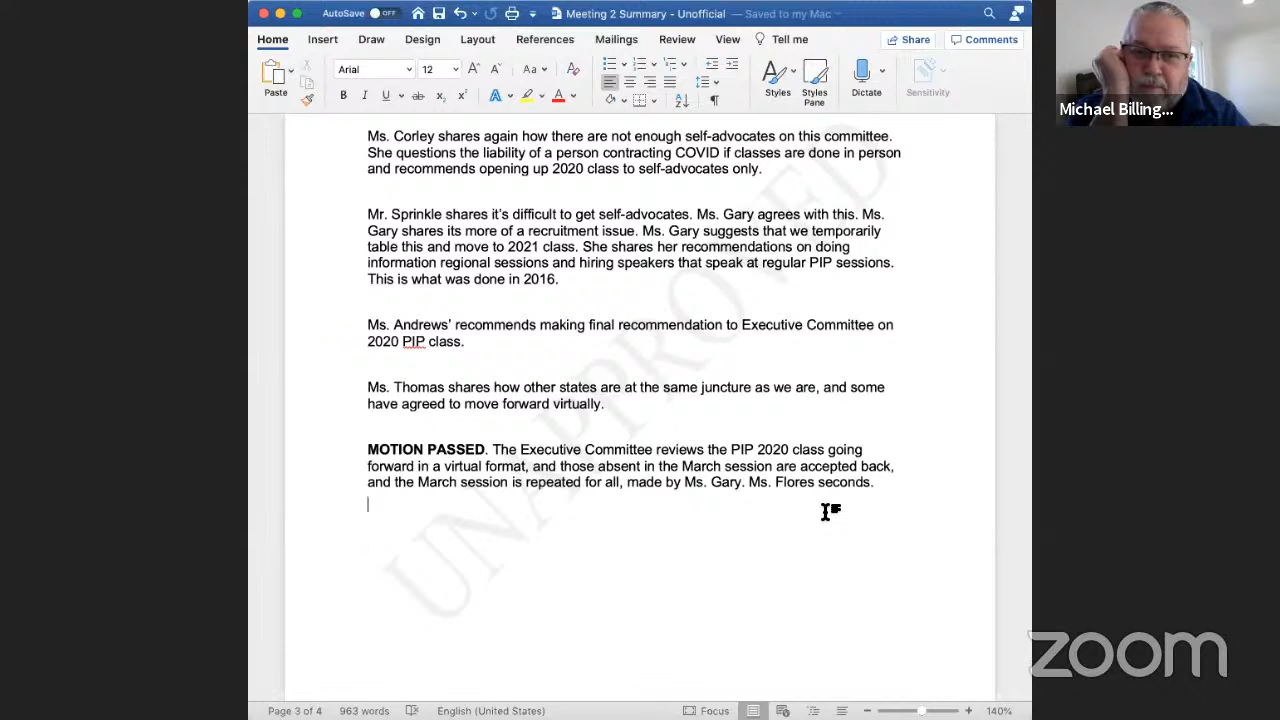 AutoSave OFF
Meeting 2 Summary - Unofficial — Saved to my Mac
Home Insert Draw Design Layout References Mailings Review View Tell me Share Comments
Arial 12
Paste
Styles
Styles Pane
Dictate
Sensitivity
Ms. Corley shares again how there are not enough self-advocates on this committee.
She questions the liability of a person contracting COVID if classes are done in person
and recommends opening up 2020 class to self-advocates only.
Mr. Sprinkle shares it's difficult to get self-advocates. Ms. Gary agrees with this. Ms.
Gary shares its more of a recruitment issue. Ms. Gary suggests that we temporarily
table this and move to 2021 class. She shares her recommendations on doing
information regional sessions and hiring speakers that speak at regular PIP sessions.
This is what was done in 2016.
Ms. Andrews' recommends making final recommendation to Executive Committee on
2020 PIP class.
Ms. Thomas shares how other states are at the same juncture as we are, and some
have agreed to move forward virtually.
MOTION PASSED. The Executive Committee reviews the PIP 2020 class going
forward in a virtual format, and those absent in the March session are accepted back,
and the March session is repeated for all, made by Ms. Gary. Ms. Flores seconds.
UNAPPROVED
Page 3 of 4 963 words English (United States) Focus 140%
Michael Billing...
zoom